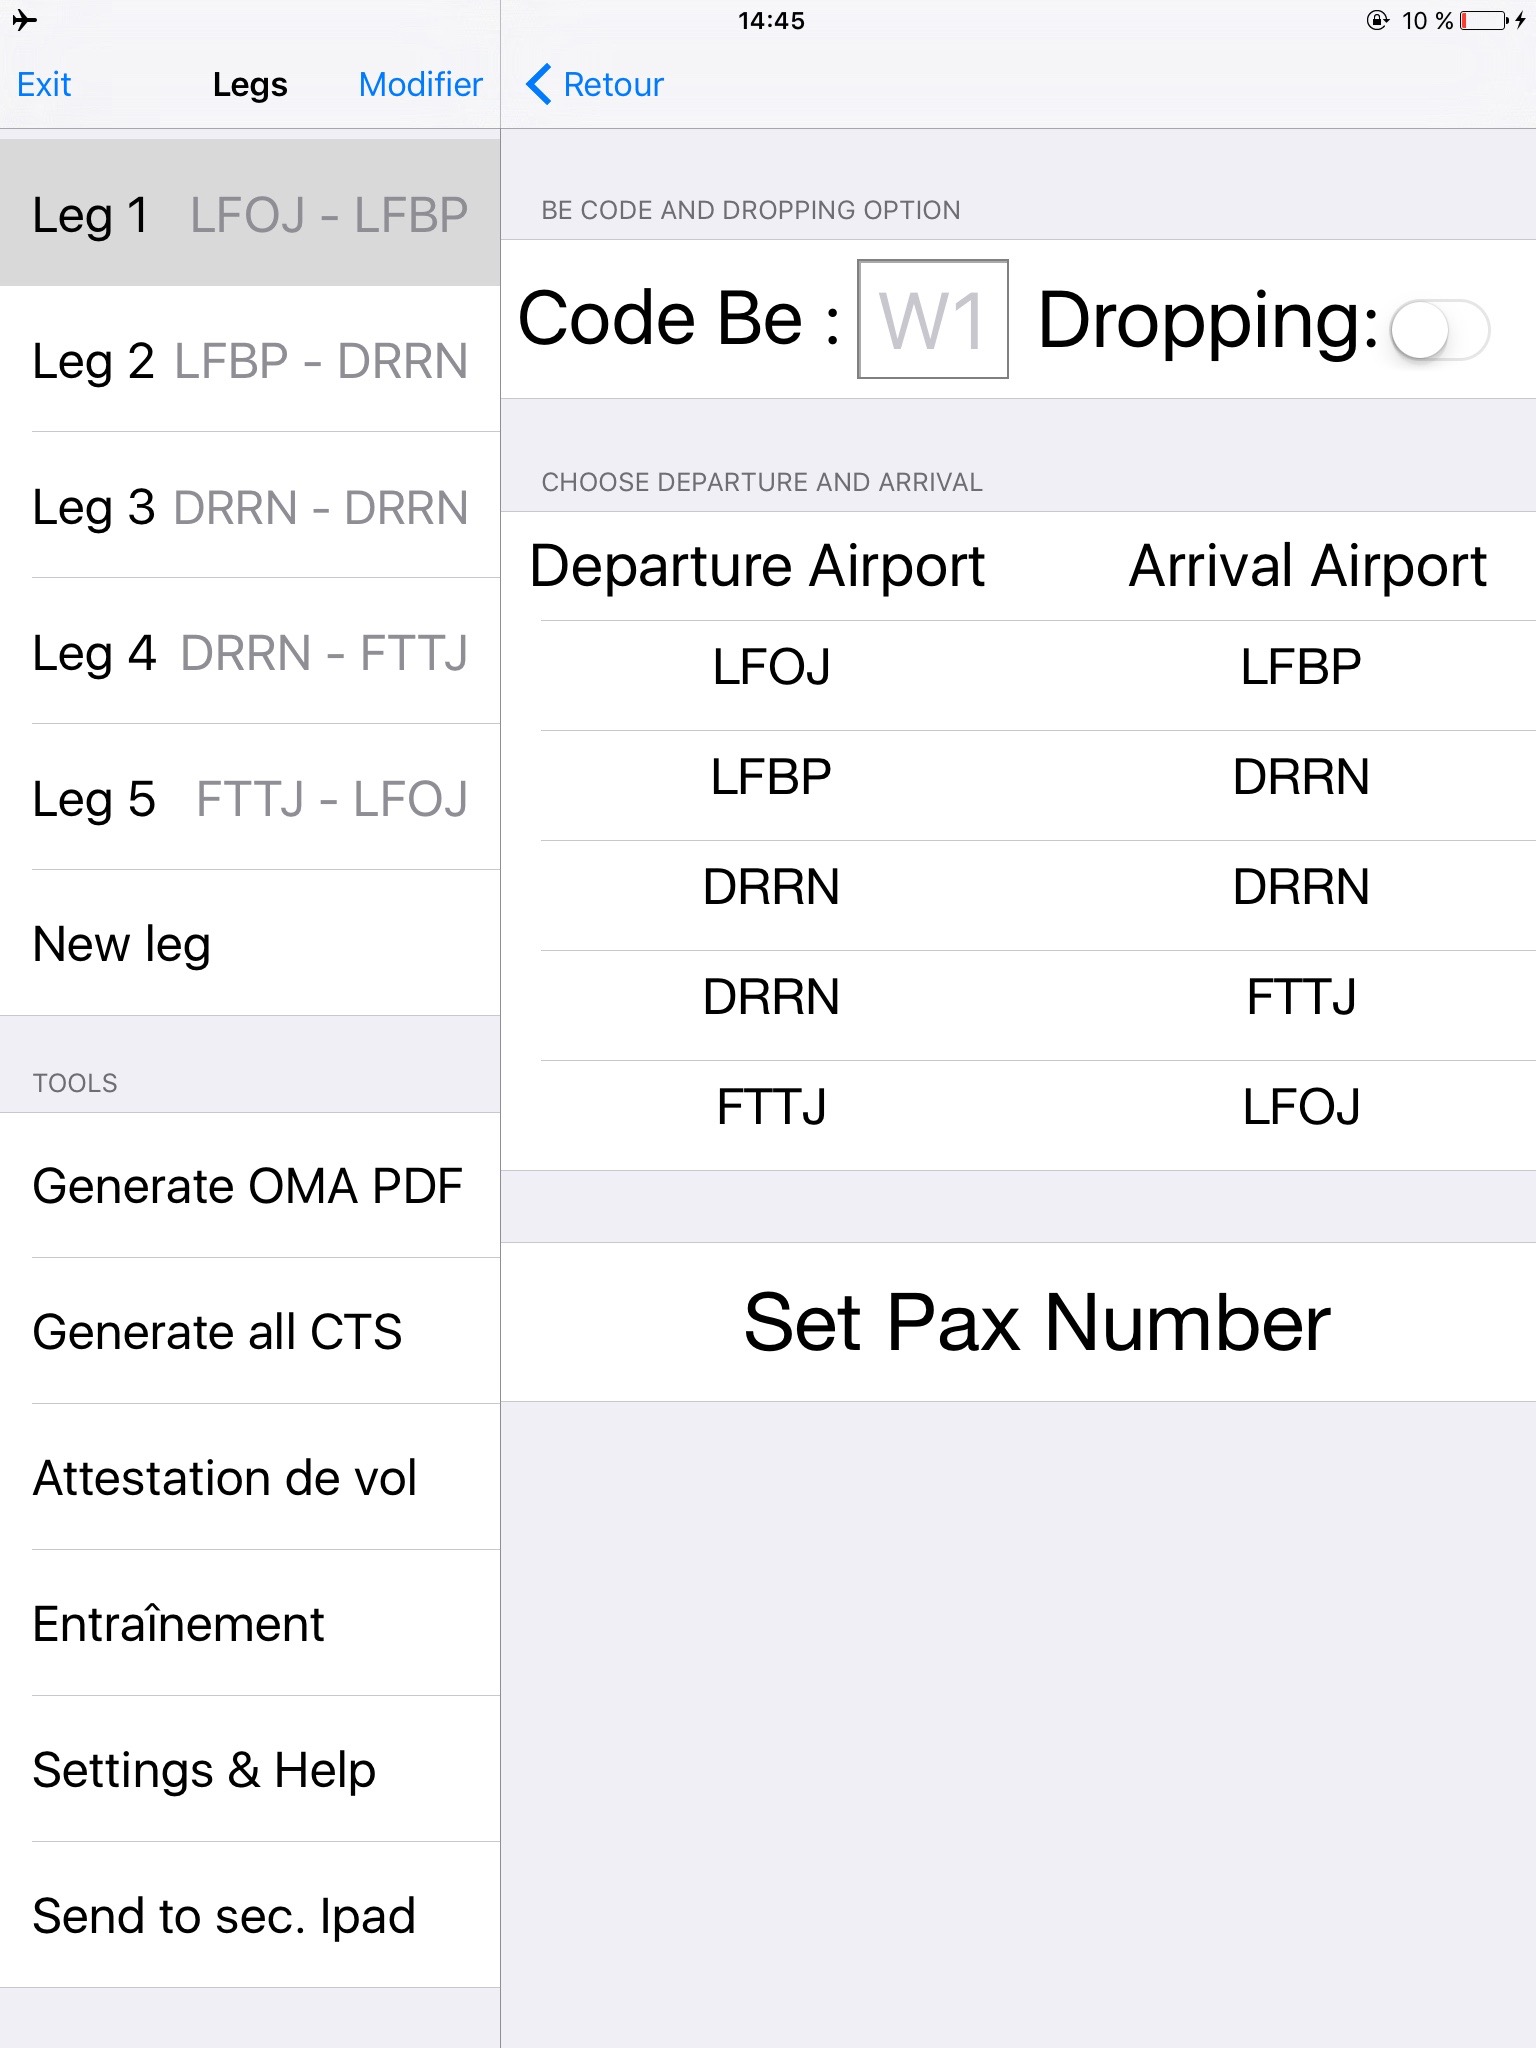 14:45
10 %
Exit
Legs
Modifier
Retour
Leg 1 LFOJ - LFBP
Leg 2 LFBP - DRRN
Leg 3 DRRN - DRRN
Leg 4 DRRN - FTTJ
Leg 5 FTTJ - LFOJ
New leg
TOOLS
Generate OMA PDF
Generate all CTS
Attestation de vol
Entraînement
Settings & Help
Send to sec. Ipad
BE CODE AND DROPPING OPTION
Code Be : W1 Dropping:
CHOOSE DEPARTURE AND ARRIVAL
Departure Airport Arrival Airport
LFOJ LFBP
LFBP DRRN
DRRN DRRN
DRRN FTTJ
FTTJ LFOJ
Set Pax Number